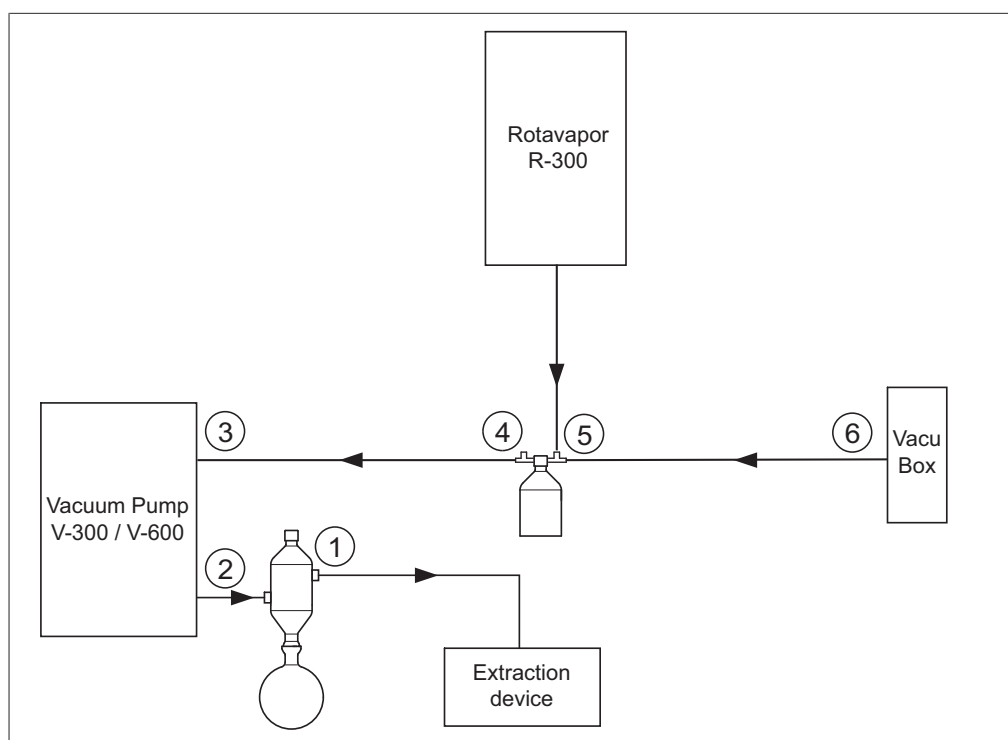 Rotavapor
R-300
3
4
5
6
Vacu
Box
Vacuum Pump
V-300 / V-600
2
1
Extraction
device